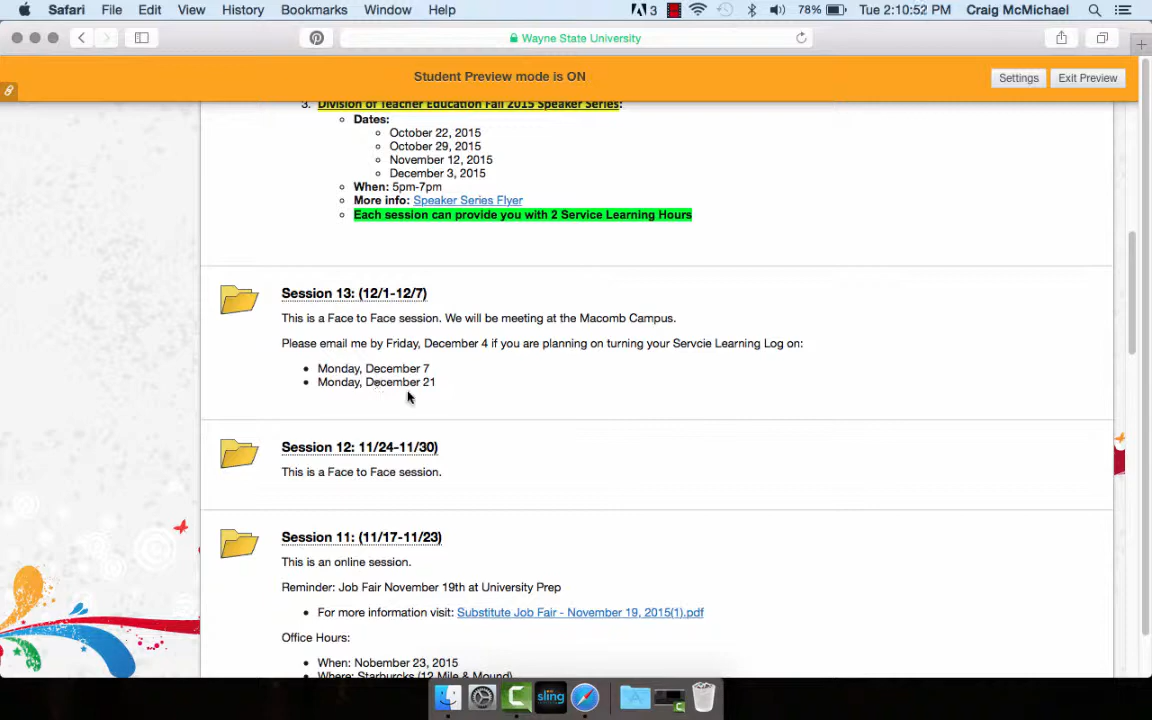 Safari File Edit View History Bookmarks Window Help 3 78% Tue 2:10:52 PM Craig McMichael
Wayne State University
Student Preview mode is ON Settings Exit Preview
3. Division of Teacher Education Fall 2015 Speaker Series:
Dates:
October 22, 2015
October 29, 2015
November 12, 2015
December 3, 2015
When: 5pm-7pm
More info: Speaker Series Flyer
Each session can provide you with 2 Service Learning Hours
Session 13: (12/1-12/7)
This is a Face to Face session. We will be meeting at the Macomb Campus.
Please email me by Friday, December 4 if you are planning on turning your Servcie Learning Log on:
Monday, December 7
Monday, December 21
Session 12: 11/24-11/30)
This is a Face to Face session.
Session 11: (11/17-11/23)
This is an online session.
Reminder: Job Fair November 19th at University Prep
For more information visit: Substitute Job Fair - November 19, 2015(1).pdf
Office Hours:
When: Nobember 23, 2015
Where: Starburcks (12 Mile & Mound)
sling